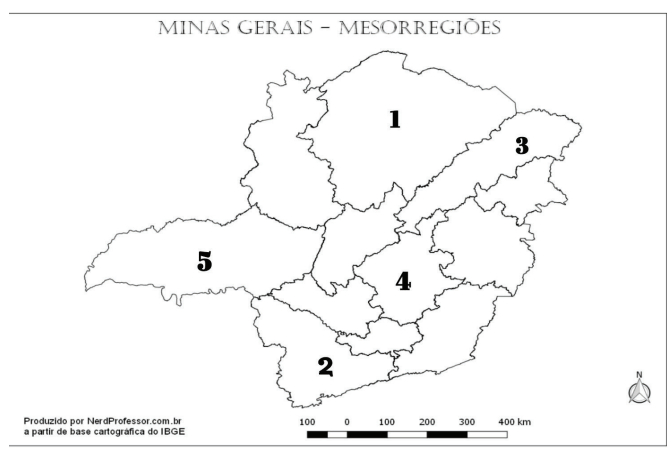 MINAS GERAIS - MESORREGIÕES
1
3
5
4
2
N
Produzido por NerdProfessor.com.br
a partir de base cartográfica do IBGE
100 0 100 200 300 400 km